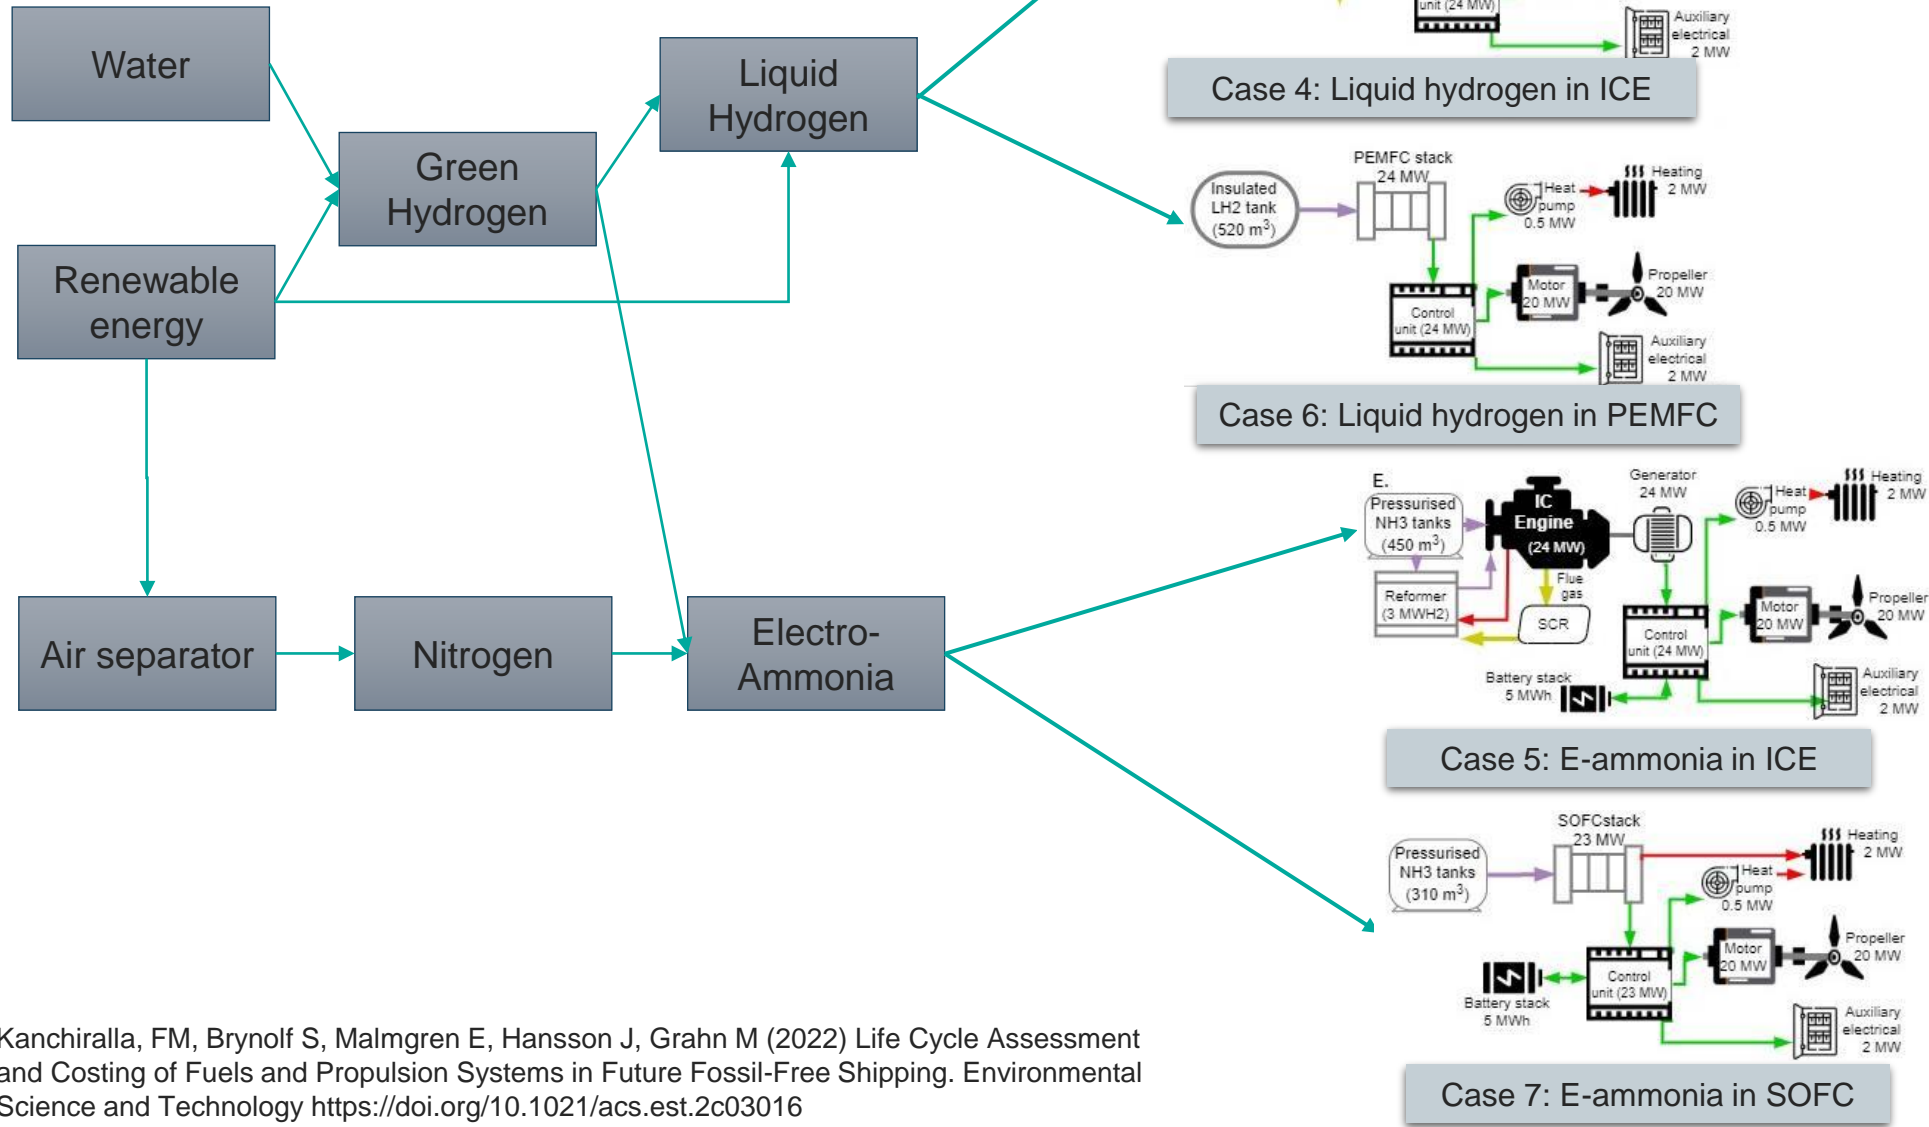 Water
Renewable
energy
Green
Hydrogen
Liquid
Hydrogen
Air separator
Nitrogen
Electro-
Ammonia
unit (24 MW)
Auxiliary
electrical
2 MW
Case 4: Liquid hydrogen in ICE
Insulated
LH2 tank
(520 m³)
PEMFC stack
24 MW
Heat
pump
0.5 MW
Heating
2 MW
Control
unit (24 MW)
Motor
20 MW
Propeller
20 MW
Auxiliary
electrical
2 MW
Case 6: Liquid hydrogen in PEMFC
E.
Pressurised
NH3 tanks
(450 m³)
Reformer
(3 MWH2)
IC
Engine
(24 MW)
Flue
gas
SCR
Generator
24 MW
Heat
pump
0.5 MW
Heating
2 MW
Control
unit (24 MW)
Motor
20 MW
Propeller
20 MW
Battery stack
5 MWh
Auxiliary
electrical
2 MW
Case 5: E-ammonia in ICE
Pressurised
NH3 tanks
(310 m³)
SOFCstack
23 MW
Heat
pump
0.5 MW
Heating
2 MW
Battery stack
5 MWh
Control
unit (23 MW)
Motor
20 MW
Propeller
20 MW
Auxiliary
electrical
2 MW
Case 7: E-ammonia in SOFC
Kanchiralla, FM, Brynolf S, Malmgren E, Hansson J, Grahn M (2022) Life Cycle Assessment
and Costing of Fuels and Propulsion Systems in Future Fossil-Free Shipping. Environmental
Science and Technology https://doi.org/10.1021/acs.est.2c03016